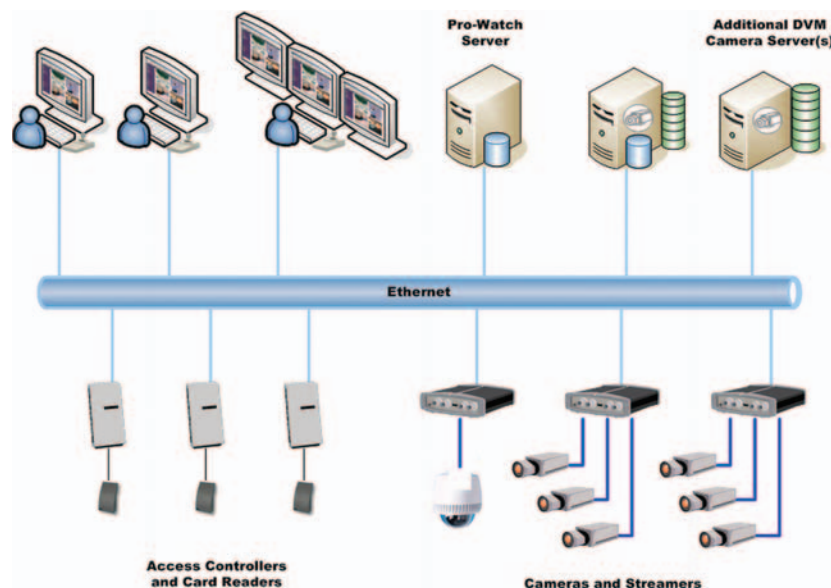 Pro-Watch
Server
Additional DVM
Camera Server(s)
Ethernet
Access Controllers
and Card Readers
Cameras and Streamers